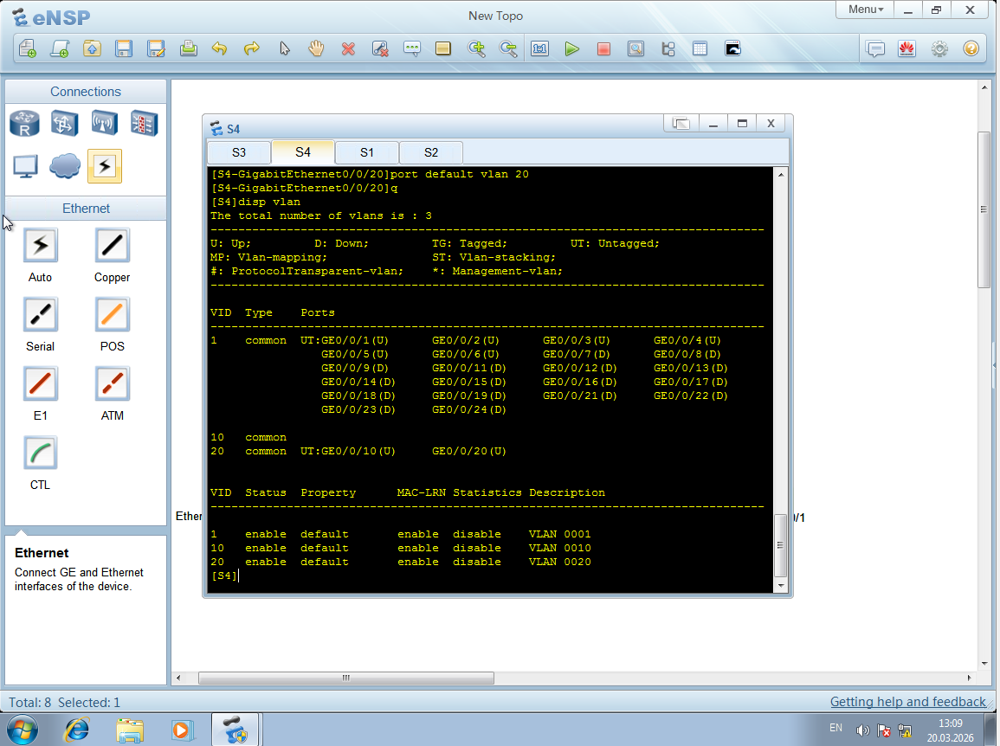 eNSP
New Topo
Menu
Connections
R
Ethernet
Auto
Copper
Serial
POS
E1
ATM
CTL
Ethernet
Connect GE and Ethernet
interfaces of the device.
Ether
0/1
S4
S3 S4 S1 S2
[S4-GigabitEthernet0/0/20]port default vlan 20
[S4-GigabitEthernet0/0/20]q
[S4]disp vlan
The total number of vlans is : 3
--------------------------------------------------------------------------------
U: Up; D: Down; TG: Tagged; UT: Untagged;
MP: Vlan-mapping; ST: Vlan-stacking;
#: ProtocolTransparent-vlan; *: Management-vlan;
--------------------------------------------------------------------------------
VID Type Ports
--------------------------------------------------------------------------------
1 common UT:GE0/0/1(U) GE0/0/2(U) GE0/0/3(U) GE0/0/4(U)
GE0/0/5(U) GE0/0/6(U) GE0/0/7(D) GE0/0/8(D)
GE0/0/9(D) GE0/0/11(D) GE0/0/12(D) GE0/0/13(D)
GE0/0/14(D) GE0/0/15(D) GE0/0/16(D) GE0/0/17(D)
GE0/0/18(D) GE0/0/19(D) GE0/0/21(D) GE0/0/22(D)
GE0/0/23(D) GE0/0/24(D)
10 common
20 common UT:GE0/0/10(U) GE0/0/20(U)
VID Status Property MAC-LRN Statistics Description
--------------------------------------------------------------------------------
1 enable default enable disable VLAN 0001
10 enable default enable disable VLAN 0010
20 enable default enable disable VLAN 0020
[S4]
Total: 8 Selected: 1
Getting help and feedback
EN
13:09
20.03.2026